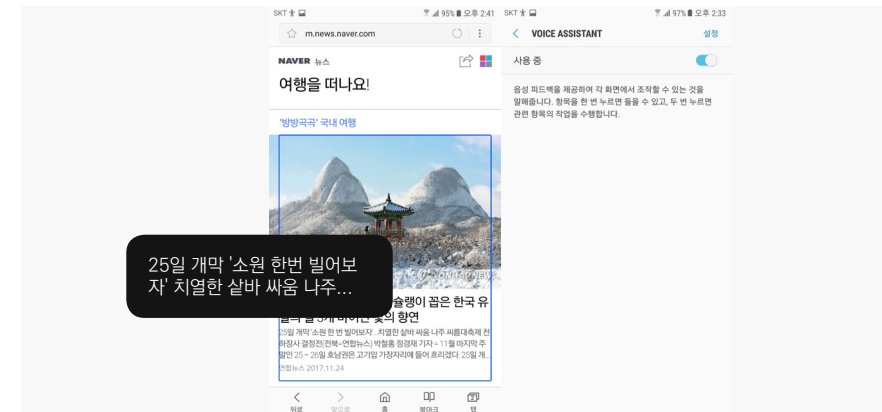 SKT
95% 오후 2:41
m.news.naver.com
NAVER 뉴스
여행을 떠나요!
'방방곡곡' 국내 여행
25일 개막 '소원 한번 빌어보
자' 치열한 샅바 싸움 나주...
슐랭이 꼽은 한국 유
향연
25일 개막 '소원 한번 빌어보자'...치열한 샅바 싸움 나주 씨름대축제 천
하장사 결정전(전북=연합뉴스) 박철홍 정경재 기자 = 11월 마지막 주
말인 25 ~ 26일 호남권은 고기압 가장자리에 들어 흐리겠다. 25일 개...
연합뉴스 2017.11.24
뒤로 앞으로 홈 북마크 탭
2
SKT
97% 오후 2:33
VOICE ASSISTANT 설정
사용 중
음성 피드백을 제공하여 각 화면에서 조작할 수 있는 것을
말해줍니다. 항목을 한 번 누르면 들을 수 있고, 두 번 누르면
관련 항목의 작업을 수행합니다.